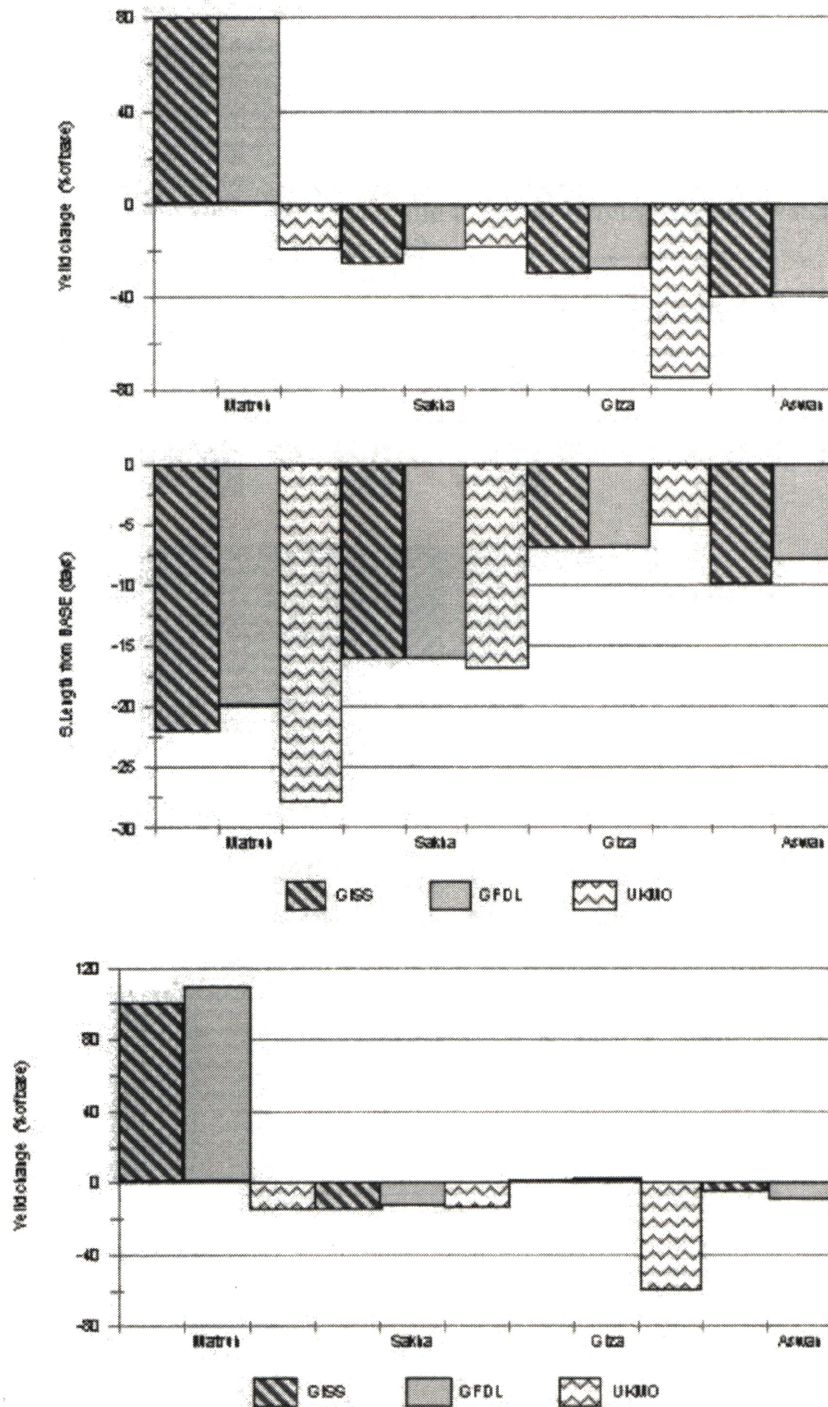 80
40
0
-40
-80
Yelld change (% of base)
Matruh Sakha Giza Aswan
0
-5
-10
-15
-20
-25
-30
S.Length from BASE (days)
Matruh Sakha Giza Aswan
GISS GFDL UKMO
120
80
40
0
-40
-80
Yelld change (% of base)
Matruh Sakha Giza Aswan
GISS GFDL UKMO